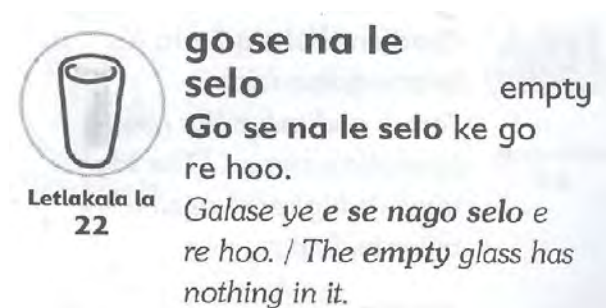 go se na le
selo empty
Go se na le selo ke go
re hoo.
Letlakala la
22
Galase ye e se nago selo e
re hoo. / The empty glass has
nothing in it.